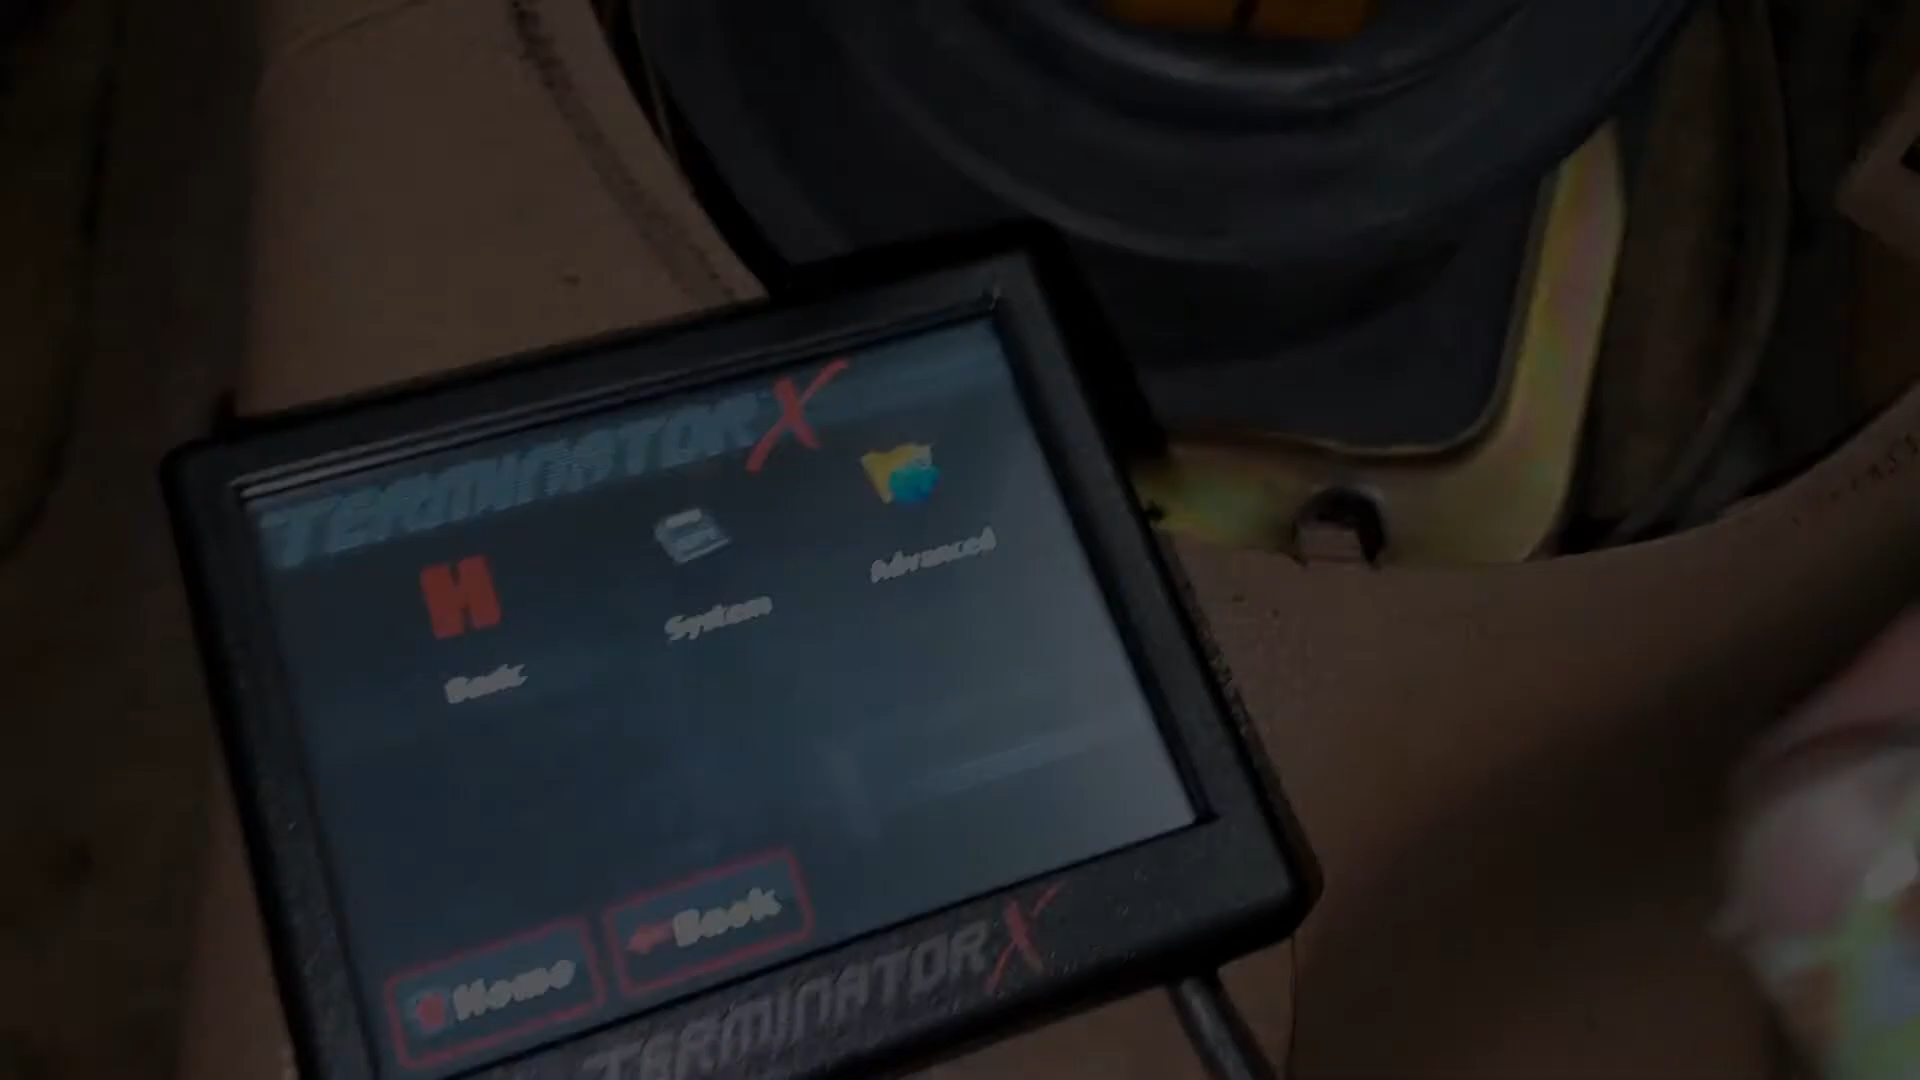 TERMINATOR X
Basic
System
Advanced
Home
Back
TERMINATOR X